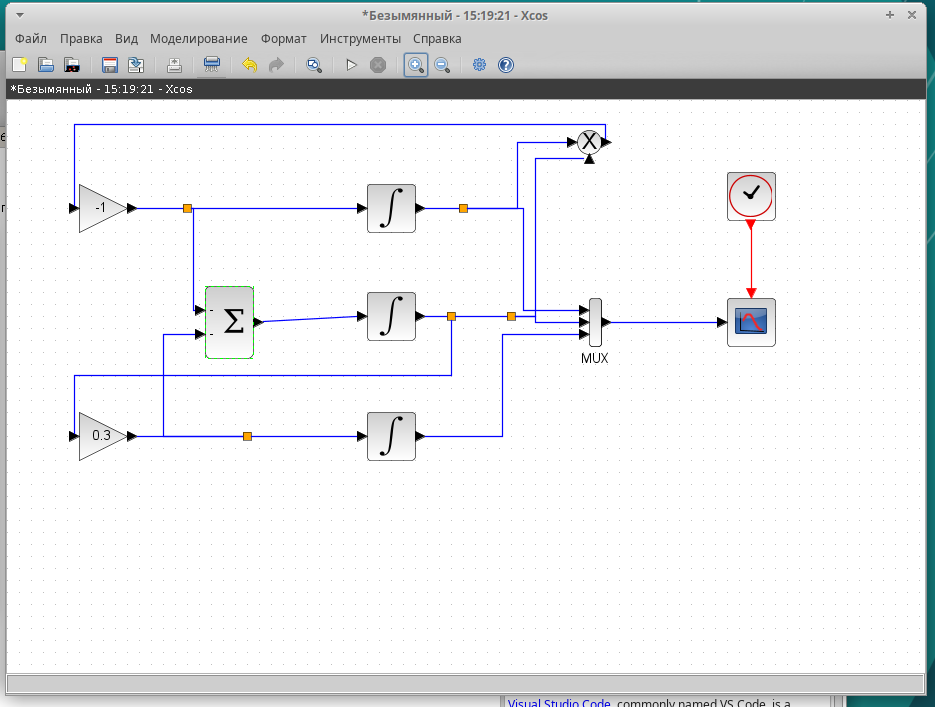 *Безымянный - 15:19:21 - Xcos
Файл Правка Вид Моделирование Формат Инструменты Справка
*Безымянный - 15:19:21 - Xcos
X
-1
∫
- Σ
-
∫
MUX
0.3
∫
Visual Studio Code, commonly named VS Code, is a